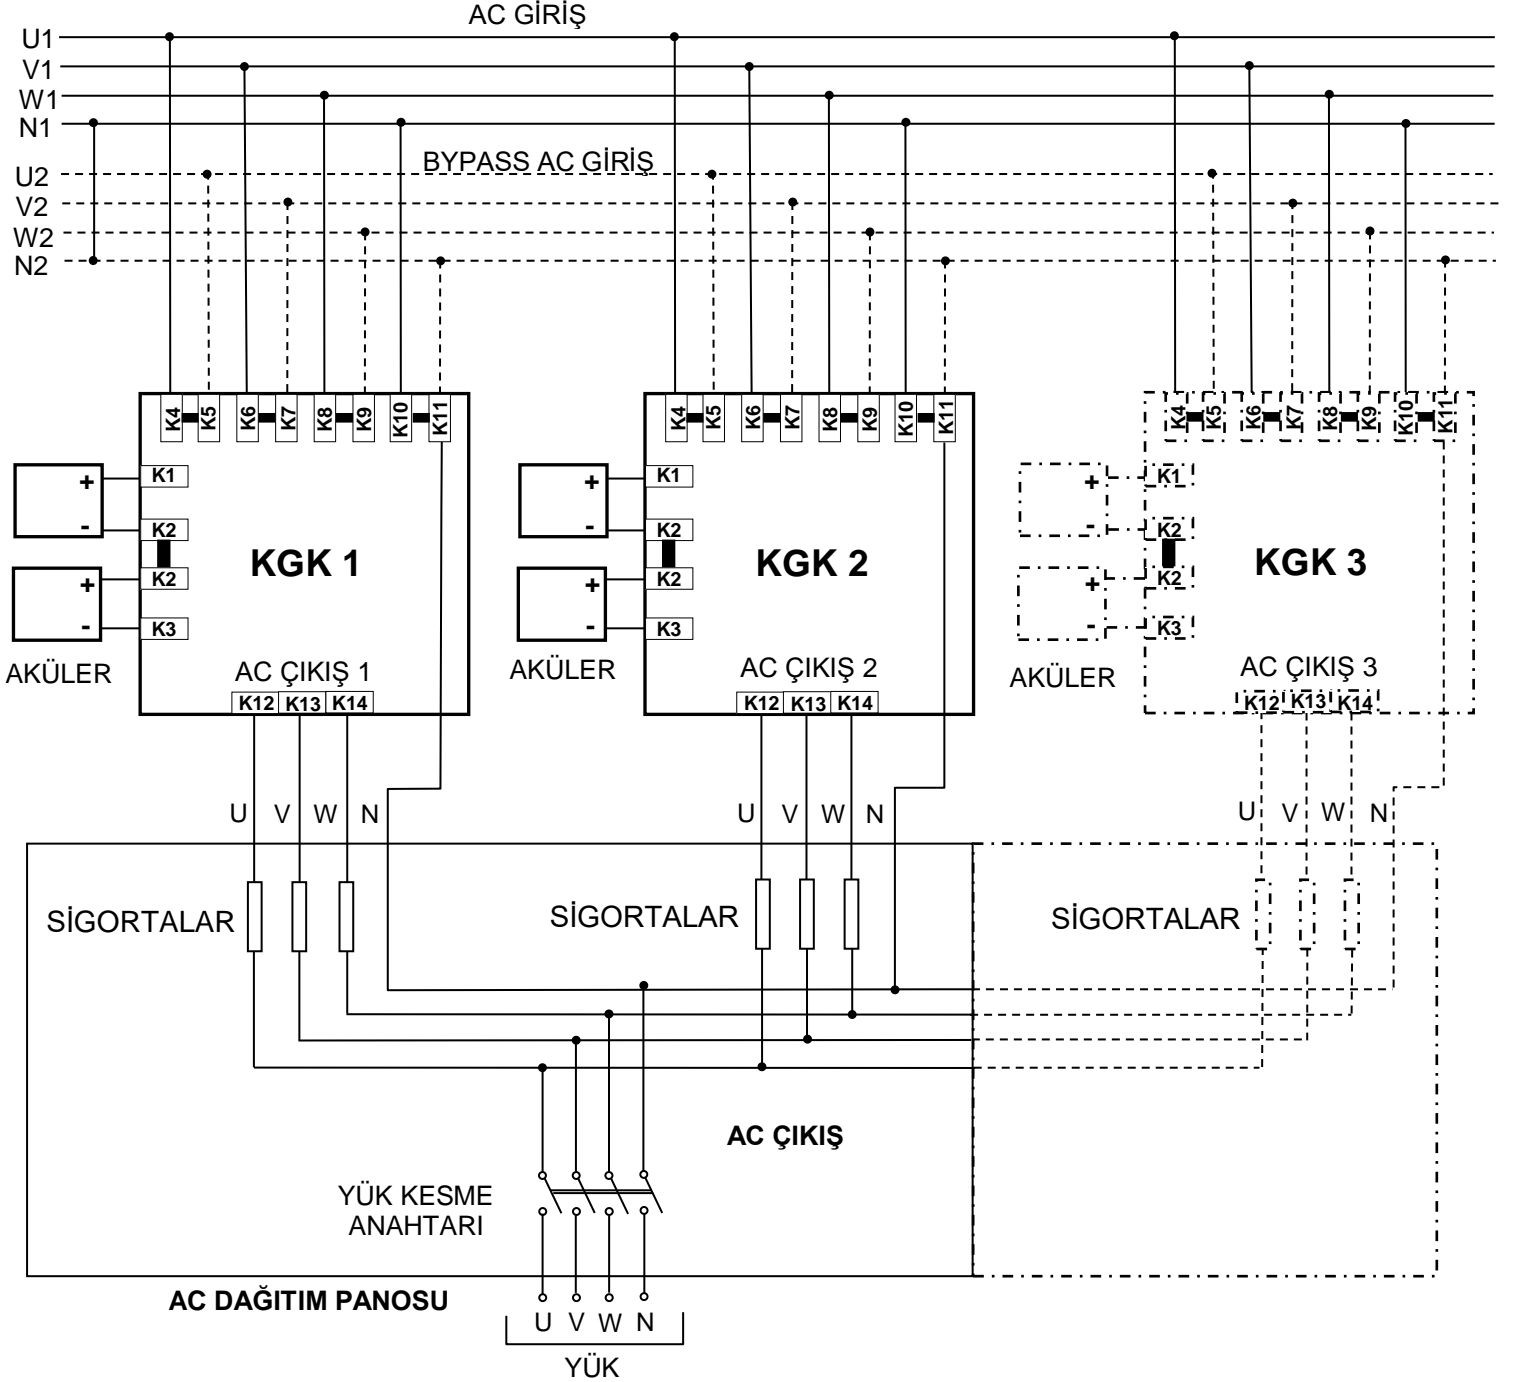 AC GİRİŞ
U1
V1
W1
N1
BYPASS AC GİRİŞ
U2
V2
W2
N2
K4 K5 K6 K7 K8 K9 K10 K11
K4 K5 K6 K7 K8 K9 K10 K11
K4 K5 K6 K7 K8 K9 K10 K11
+ K1
- K2
KGK 1
+ K2
- K3
AKÜLER
AC ÇIKIŞ 1
K12 K13 K14
+ K1
- K2
KGK 2
+ K2
- K3
AKÜLER
AC ÇIKIŞ 2
K12 K13 K14
+ K1
- K2
KGK 3
+ K2
- K3
AKÜLER
AC ÇIKIŞ 3
K12 K13 K14
U V W N
U V W N
U V W N
SİGORTALAR
SİGORTALAR
SİGORTALAR
AC ÇIKIŞ
YÜK KESME
ANAHTARI
AC DAĞITIM PANOSU
U V W N
YÜK